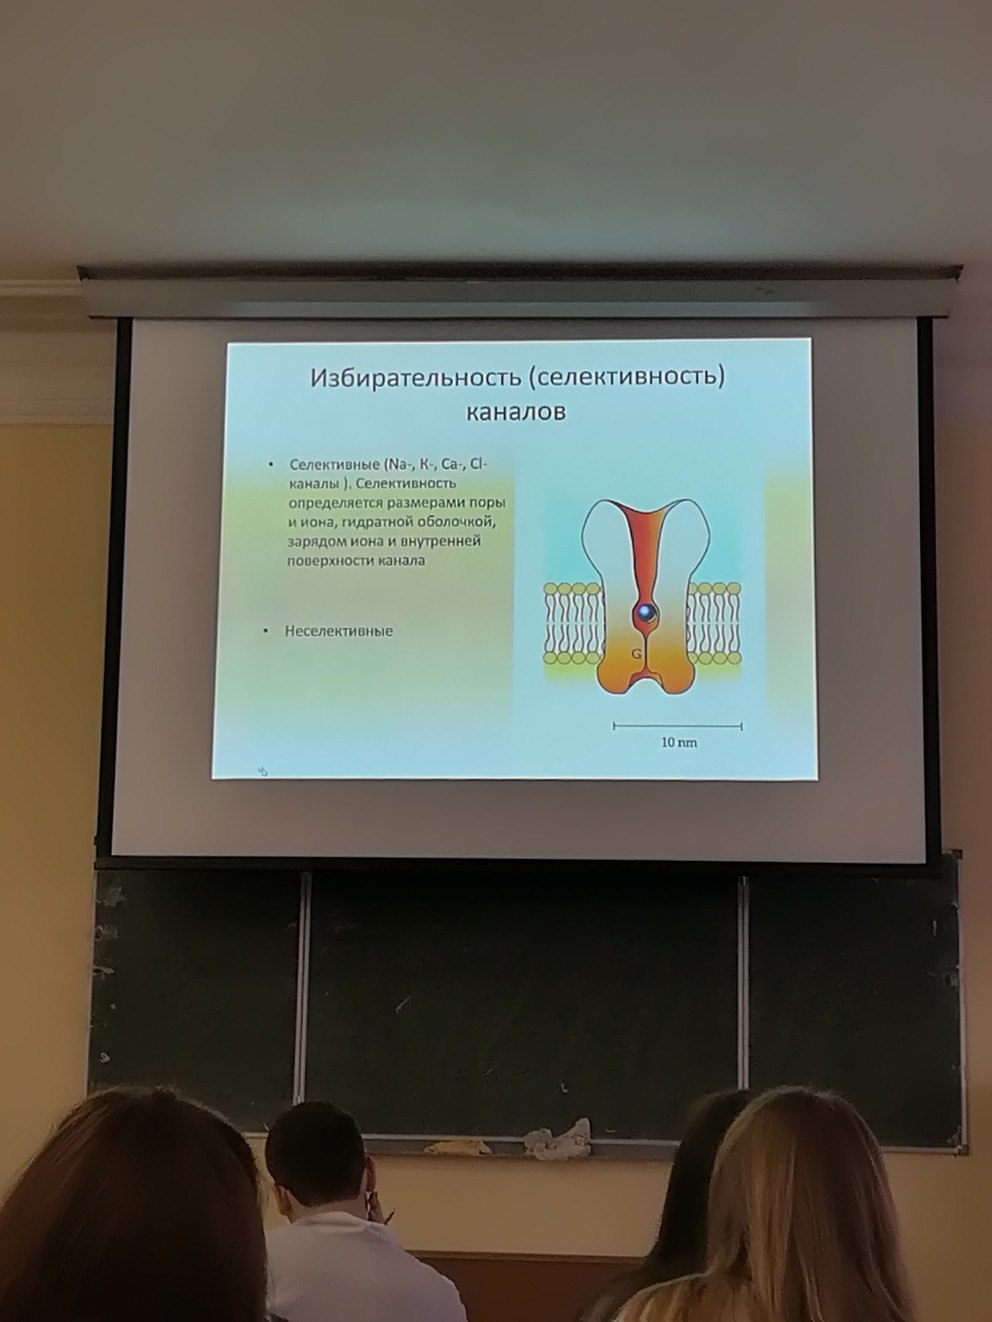 Избирательность (селективность)
каналов
• Селективные (Na-, K-, Ca-, Cl-
каналы ). Селективность
определяется размерами поры
и иона, гидратной оболочкой,
зарядом иона и внутренней
поверхности канала
• Неселективные
G
10 nm